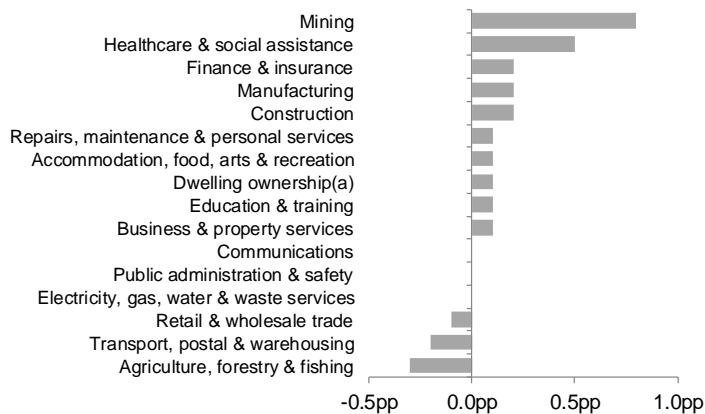 Mining
Healthcare & social assistance
Finance & insurance
Manufacturing
Construction
Repairs, maintenance & personal services
Accommodation, food, arts & recreation
Dwelling ownership(a)
Education & training
Business & property services
Communications
Public administration & safety
Electricity, gas, water & waste services
Retail & wholesale trade
Transport, postal & warehousing
Agriculture, forestry & fishing
-0.5pp 0.0pp 0.5pp 1.0pp